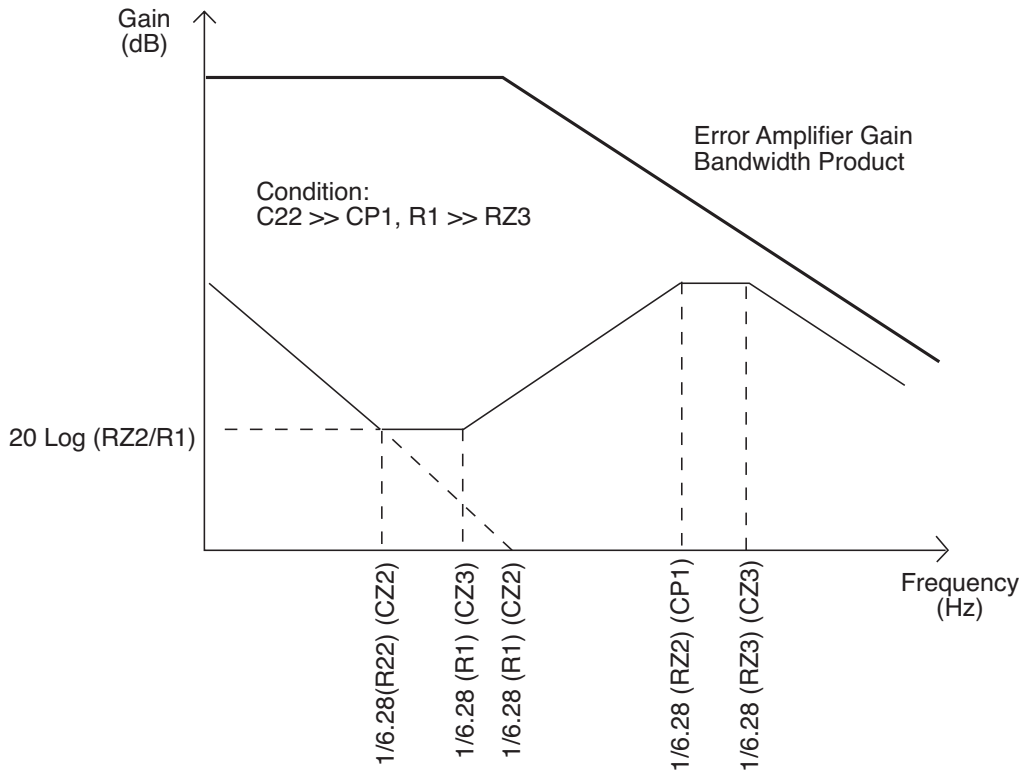 Gain
(dB)
Error Amplifier Gain
Bandwidth Product
Condition:
C22 >> CP1, R1 >> RZ3
20 Log (RZ2/R1)
Frequency
(Hz)
1/6.28(R22) (CZ2)
1/6.28 (R1) (CZ3)
1/6.28 (R1) (CZ2)
1/6.28 (RZ2) (CP1)
1/6.28 (RZ3) (CZ3)